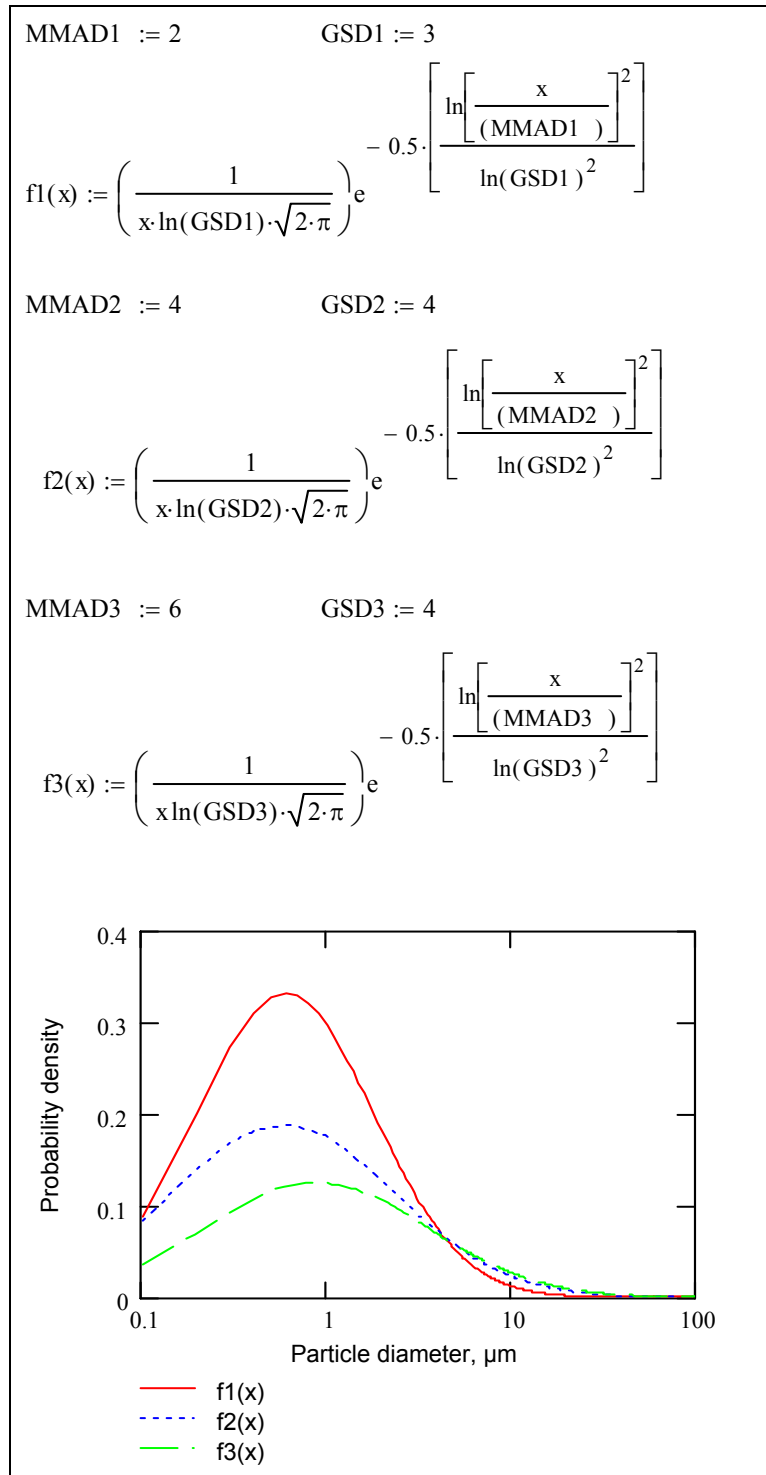 MMAD1 := 2 GSD1 := 3
f1(x) := (1 / (x·ln(GSD1)·√(2·π))) e^(− 0.5·[ln[x / (MMAD1 )]^2 / ln(GSD1)^2])
MMAD2 := 4 GSD2 := 4
f2(x) := (1 / (x·ln(GSD2)·√(2·π))) e^(− 0.5·[ln[x / (MMAD2 )]^2 / ln(GSD2)^2])
MMAD3 := 6 GSD3 := 4
f3(x) := (1 / (x ln(GSD3)·√(2·π))) e^(− 0.5·[ln[x / (MMAD3 )]^2 / ln(GSD3)^2])
0.4
0.3
0.2
0.1
0
Probability density
0.1 1 10 100
Particle diameter, µm
f1(x)
f2(x)
f3(x)